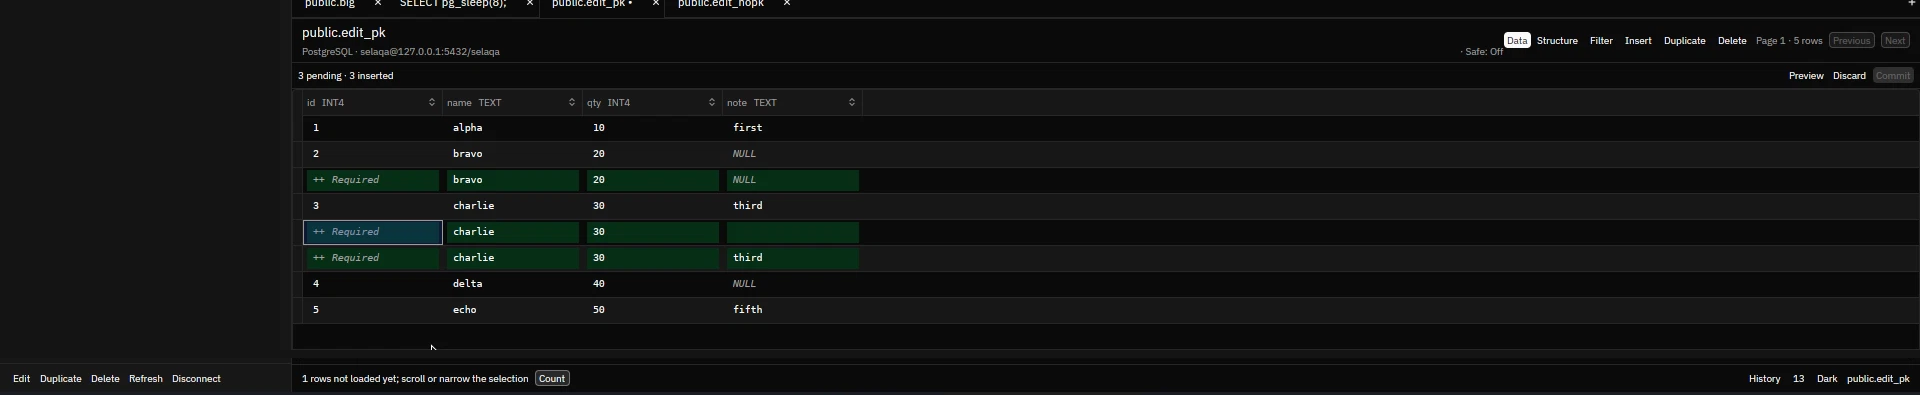 public.big × SELECT pg_sleep(8); × public.edit_pk • × public.edit_nopk × +
public.edit_pk
PostgreSQL · selaqa@127.0.0.1:5432/selaqa
· Safe: Off Data Structure Filter Insert Duplicate Delete Page 1 · 5 rows Previous Next
3 pending · 3 inserted Preview Discard Commit
id INT4 name TEXT qty INT4 note TEXT
1 alpha 10 first
2 bravo 20 NULL
++ Required bravo 20 NULL
3 charlie 30 third
++ Required charlie 30
++ Required charlie 30 third
4 delta 40 NULL
5 echo 50 fifth
Edit Duplicate Delete Refresh Disconnect 1 rows not loaded yet; scroll or narrow the selection Count History 13 Dark public.edit_pk